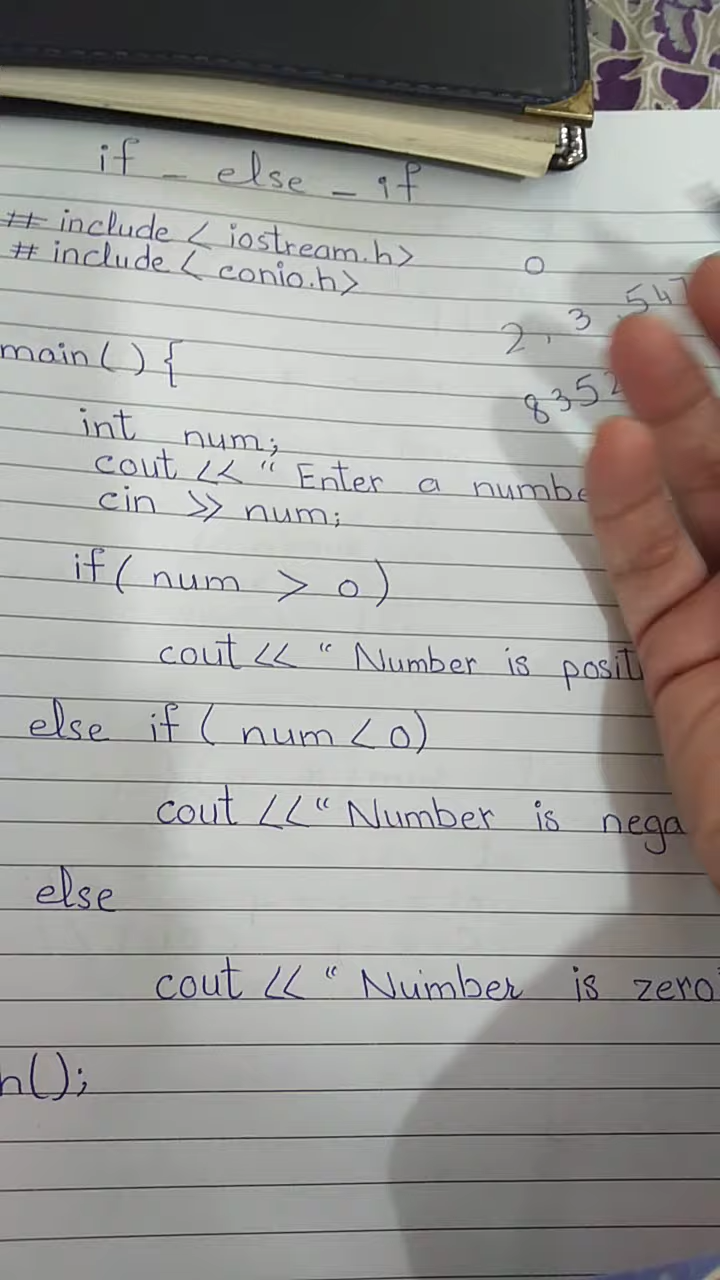 if - else - if
# include < iostream.h>
# include < conio.h>
0
2, 3, 547
8352
main() {
int num;
cout << “ Enter a numbe
cin >> num;
if( num > 0)
cout << “ Number is posit
else if ( num < 0)
cout << “ Number is nega
else
cout << “ Number is zero”
h();